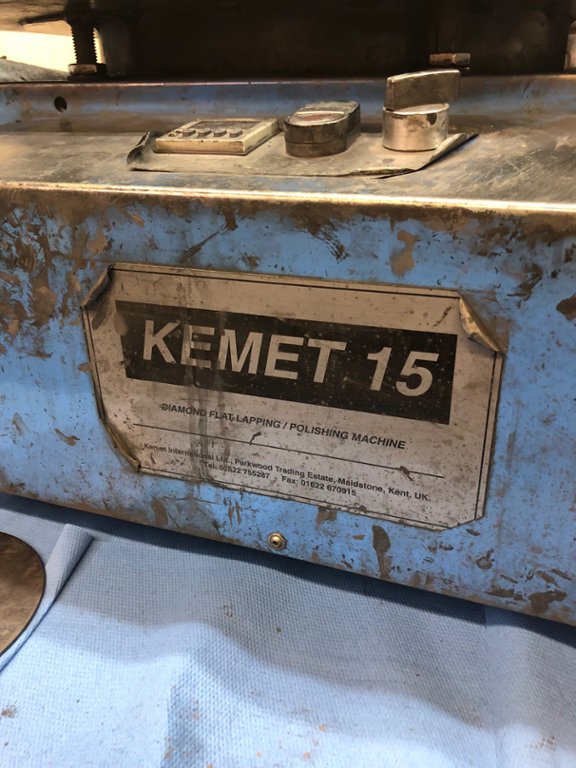 KEMET 15
DIAMOND FLAT LAPPING / POLISHING MACHINE
Kemet International Ltd., Parkwood Trading Estate, Maidstone, Kent, UK.
Tel: 01622 755287 Fax: 01622 670915